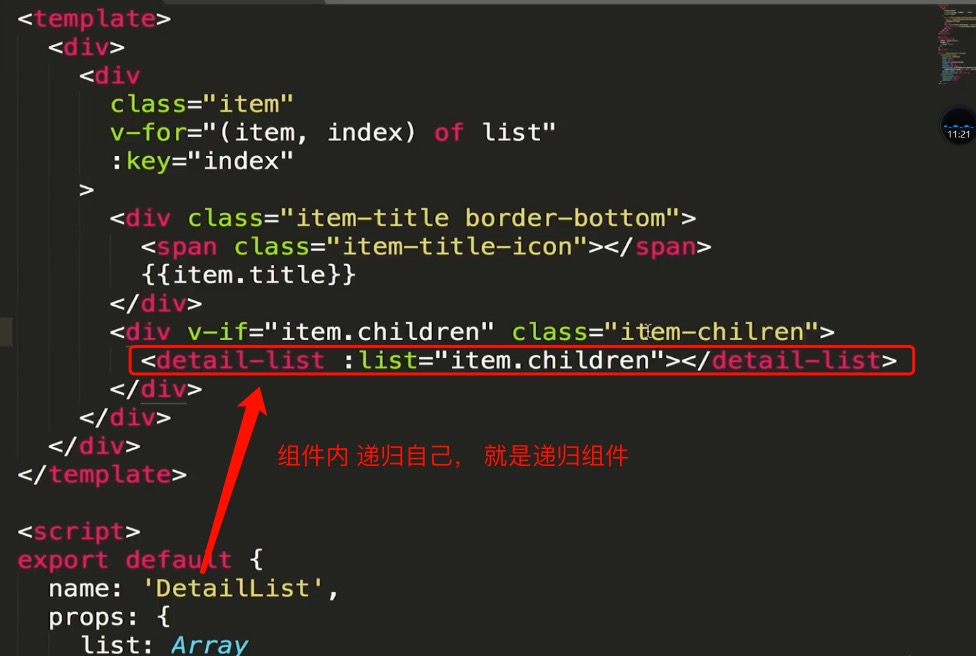 <template>
<div>
<div
class="item"
v-for="(item, index) of list"
:key="index"
>
<div class="item-title border-bottom">
<span class="item-title-icon"></span>
{{item.title}}
</div>
<div v-if="item.children" class="item-chilren">
<detail-list :list="item.children"></detail-list>
</div>
</div>
组件内 递归自己， 就是递归组件
</div>
</template>
<script>
export default {
name: 'DetailList',
props: {
list: Array
11:21